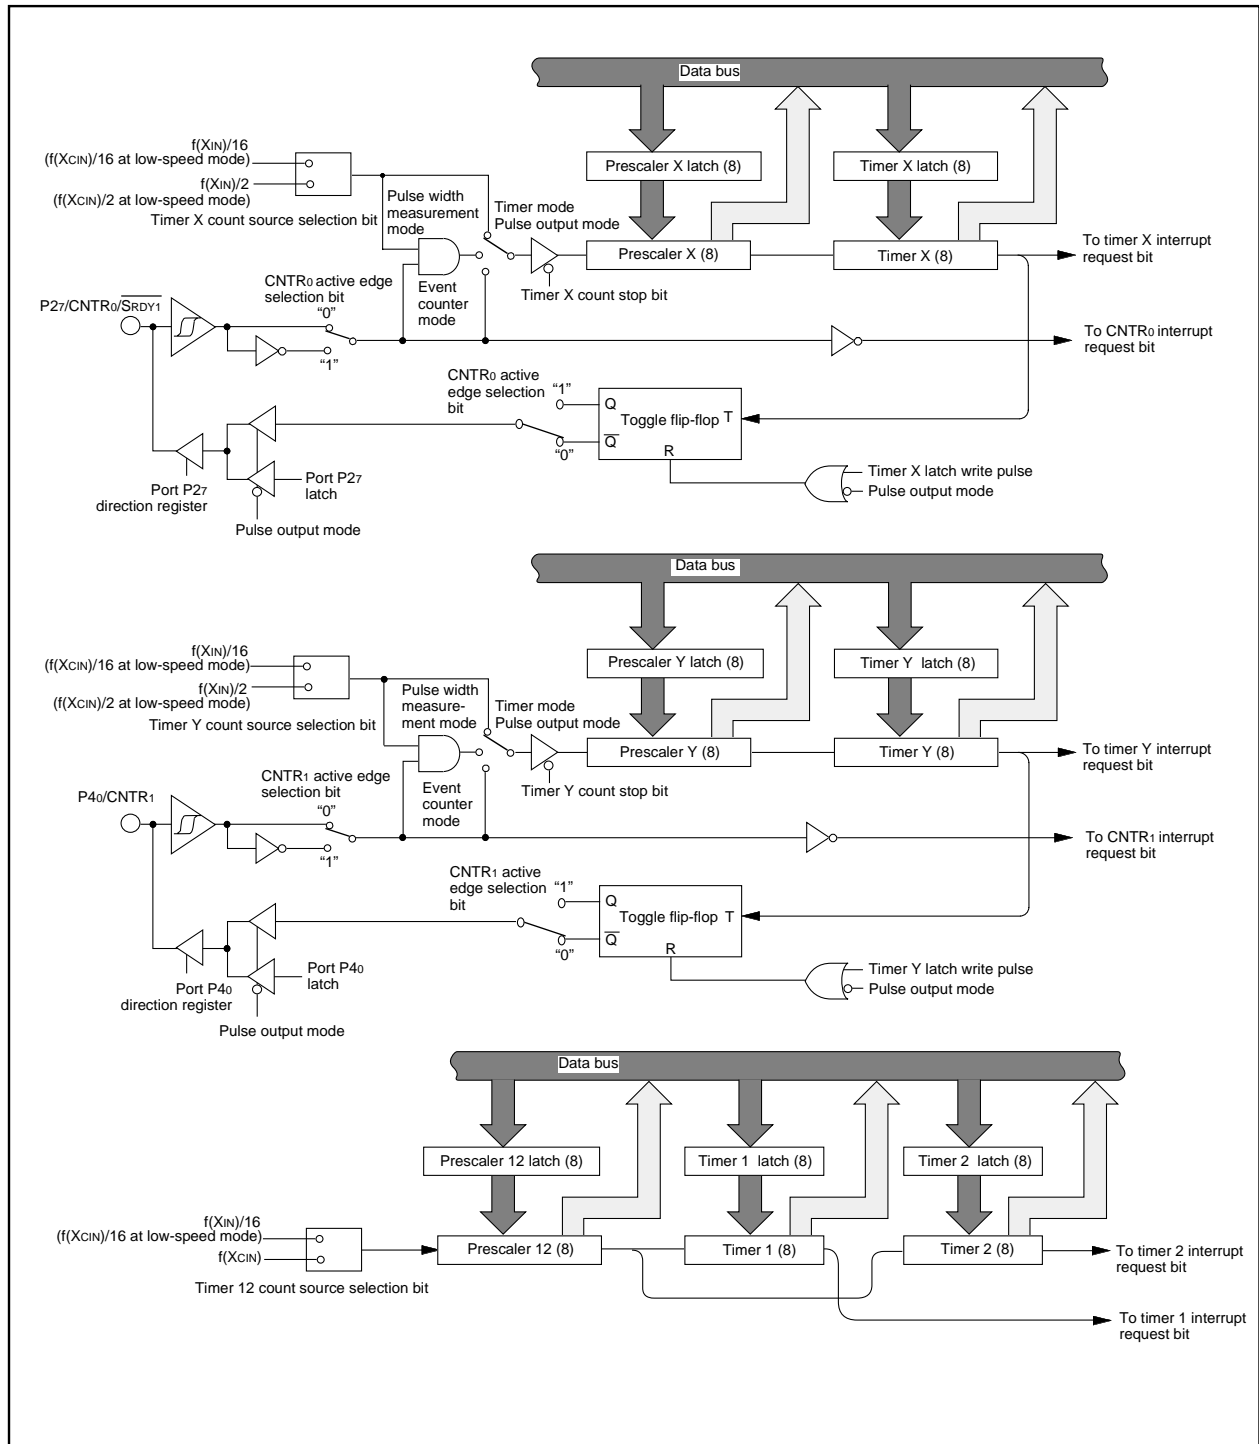 Data bus
f(XIN)/16
(f(XCIN)/16 at low-speed mode)
f(XIN)/2
(f(XCIN)/2 at low-speed mode)
Timer X count source selection bit
Prescaler X latch (8)
Timer X latch (8)
Pulse width
measurement
mode
Timer mode
Pulse output mode
Prescaler X (8)
Timer X (8)
To timer X interrupt
request bit
Timer X count stop bit
Event
counter
mode
CNTR0 active edge
selection bit
P27/CNTR0/SRDY1
“0”
“1”
To CNTR0 interrupt
request bit
CNTR0 active
edge selection
bit
“1”
“0”
Q
Q
Toggle flip-flop
T
R
Timer X latch write pulse
Pulse output mode
Port P27
latch
Port P27
direction register
Pulse output mode
Data bus
f(XIN)/16
(f(XCIN)/16 at low-speed mode)
f(XIN)/2
(f(XCIN)/2 at low-speed mode)
Timer Y count source selection bit
Prescaler Y latch (8)
Timer Y latch (8)
Pulse width
measure-
ment mode
Timer mode
Pulse output mode
Prescaler Y (8)
Timer Y (8)
To timer Y interrupt
request bit
Timer Y count stop bit
Event
counter
mode
CNTR1 active edge
selection bit
P40/CNTR1
“0”
“1”
To CNTR1 interrupt
request bit
CNTR1 active
edge selection
bit
“1”
“0”
Q
Q
Toggle flip-flop
T
R
Timer Y latch write pulse
Pulse output mode
Port P40
latch
Port P40
direction register
Pulse output mode
Data bus
Prescaler 12 latch (8)
Timer 1 latch (8)
Timer 2 latch (8)
f(XIN)/16
(f(XCIN)/16 at low-speed mode)
f(XCIN)
Timer 12 count source selection bit
Prescaler 12 (8)
Timer 1 (8)
Timer 2 (8)
To timer 2 interrupt
request bit
To timer 1 interrupt
request bit